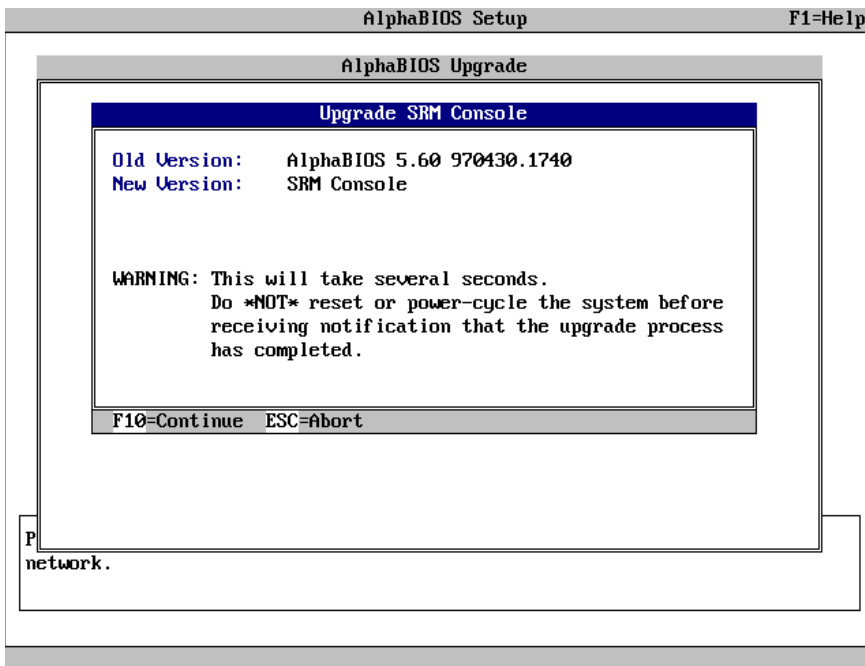 AlphaBIOS Setup F1=Help
AlphaBIOS Upgrade
Upgrade SRM Console
Old Version: AlphaBIOS 5.60 970430.1740
New Version: SRM Console
WARNING: This will take several seconds.
Do *NOT* reset or power-cycle the system before
receiving notification that the upgrade process
has completed.
F10=Continue ESC=Abort
P
network.